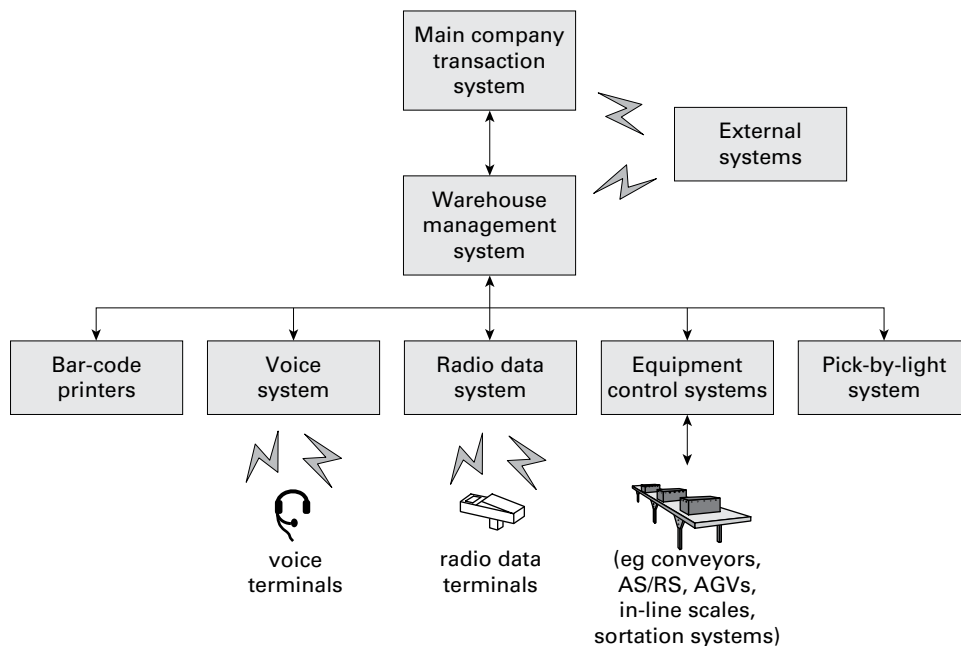 Main company
transaction
system
External
systems
Warehouse
management
system
Bar-code
printers
Voice
system
Radio data
system
Equipment
control systems
Pick-by-light
system
voice
terminals
radio data
terminals
(eg conveyors,
AS/RS, AGVs,
in-line scales,
sortation systems)